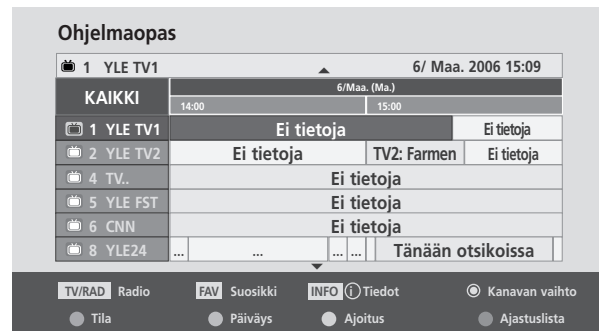 Ohjelmaopas
1 YLE TV1 6/ Maa. 2006 15:09
KAIKKI 6/Maa. (Ma.)
14:00 15:00
1 YLE TV1 Ei tietoja Ei tietoja
2 YLE TV2 Ei tietoja TV2: Farmen Ei tietoja
4 TV.. Ei tietoja
5 YLE FST Ei tietoja
6 CNN Ei tietoja
8 YLE24 ... ... ... ... Tänään otsikoissa
TV/RAD Radio FAV Suosikki INFO i Tiedot Kanavan vaihto
Tila Päiväys Ajoitus Ajastuslista